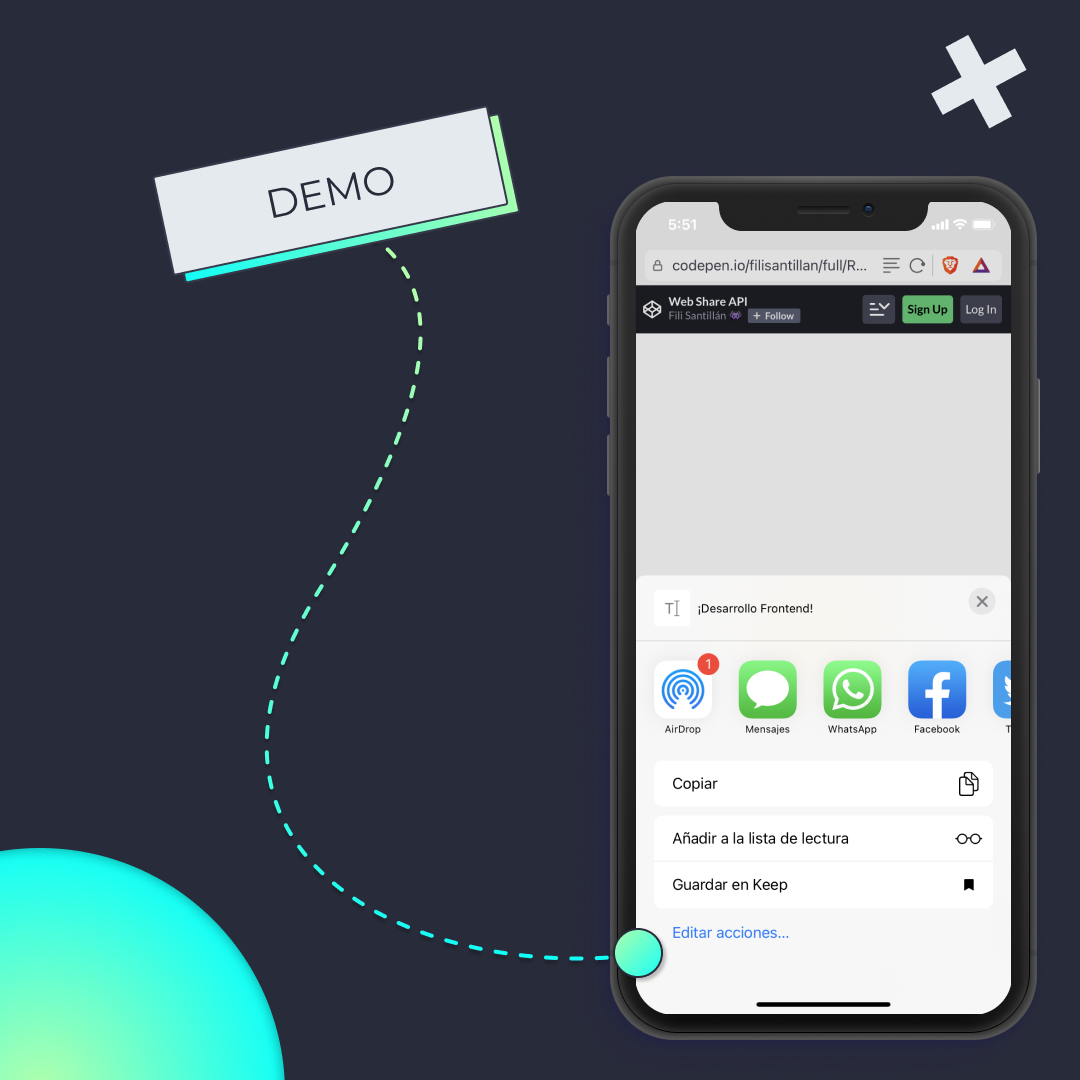 DEMO
5:51
codepen.io/filisantillan/full/R...
Web Share API
Fili Santillán
+ Follow
Sign Up
Log In
T
¡Desarrollo Frontend!
1
AirDrop
Mensajes
WhatsApp
Facebook
T
Copiar
Añadir a la lista de lectura
Guardar en Keep
Editar acciones...